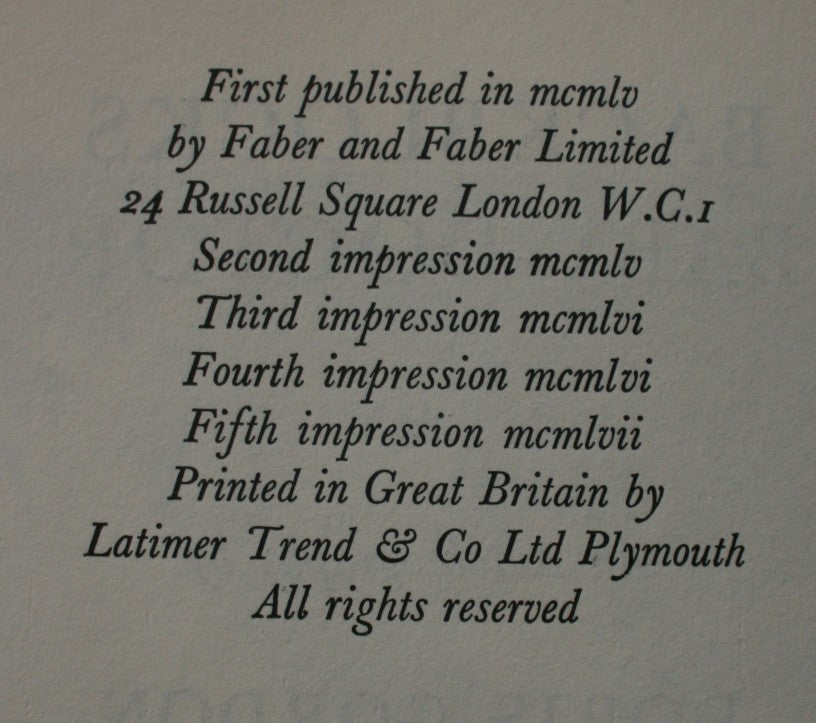 First published in mcmlv
by Faber and Faber Limited
24 Russell Square London W.C.1
Second impression mcmlv
Third impression mcmlvi
Fourth impression mcmlvi
Fifth impression mcmlvii
Printed in Great Britain by
Latimer Trend & Co Ltd Plymouth
All rights reserved